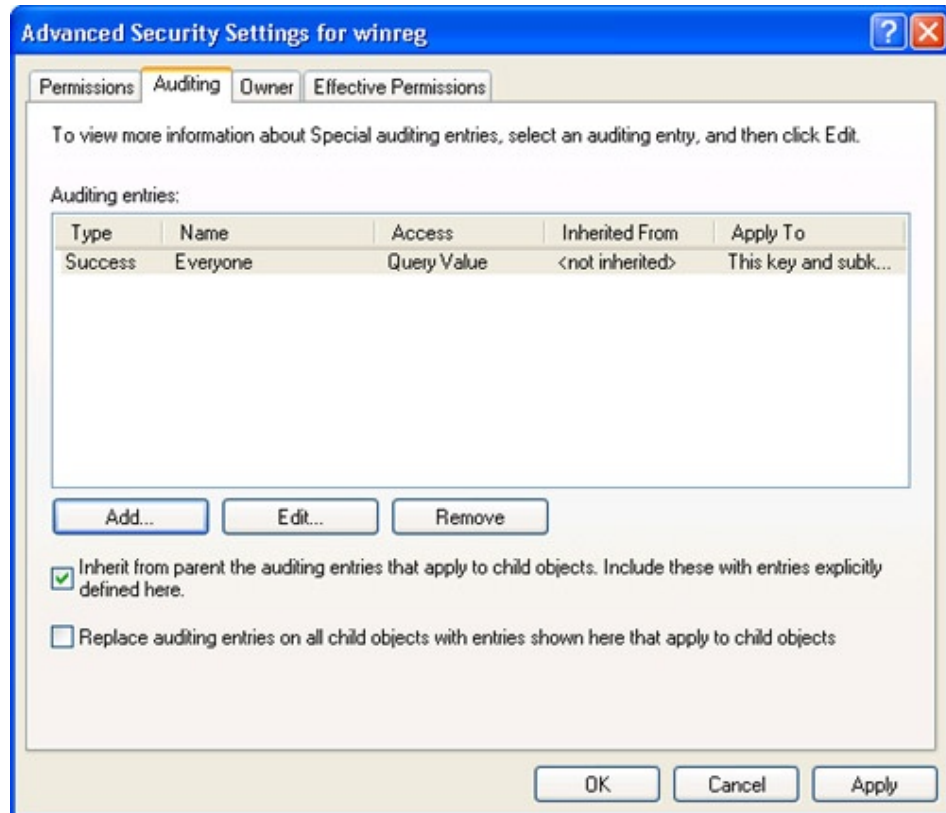 Advanced Security Settings for winreg
Permissions Auditing Owner Effective Permissions
To view more information about Special auditing entries, select an auditing entry, and then click Edit.
Auditing entries:
Type Name Access Inherited From Apply To
Success Everyone Query Value <not inherited> This key and subk...
Add... Edit... Remove
Inherit from parent the auditing entries that apply to child objects. Include these with entries explicitly
defined here.
Replace auditing entries on all child objects with entries shown here that apply to child objects
OK Cancel Apply